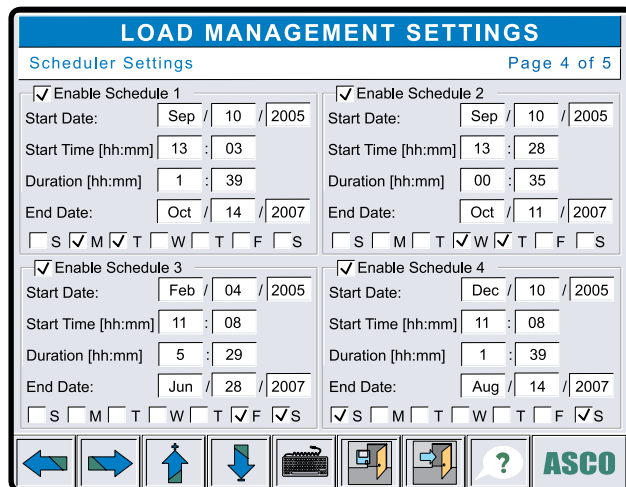 LOAD MANAGEMENT SETTINGS
Scheduler Settings Page 4 of 5
Enable Schedule 1
Start Date: Sep / 10 / 2005
Start Time [hh:mm] 13 : 03
Duration [hh:mm] 1 : 39
End Date: Oct / 14 / 2007
S M T W T F S
Enable Schedule 2
Start Date: Sep / 10 / 2005
Start Time [hh:mm] 13 : 28
Duration [hh:mm] 00 : 35
End Date: Oct / 11 / 2007
S M T W T F S
Enable Schedule 3
Start Date: Feb / 04 / 2005
Start Time [hh:mm] 11 : 08
Duration [hh:mm] 5 : 29
End Date: Jun / 28 / 2007
S M T W T F S
Enable Schedule 4
Start Date: Dec / 10 / 2005
Start Time [hh:mm] 11 : 08
Duration [hh:mm] 1 : 39
End Date: Aug / 14 / 2007
S M T W T F S
? ASCO